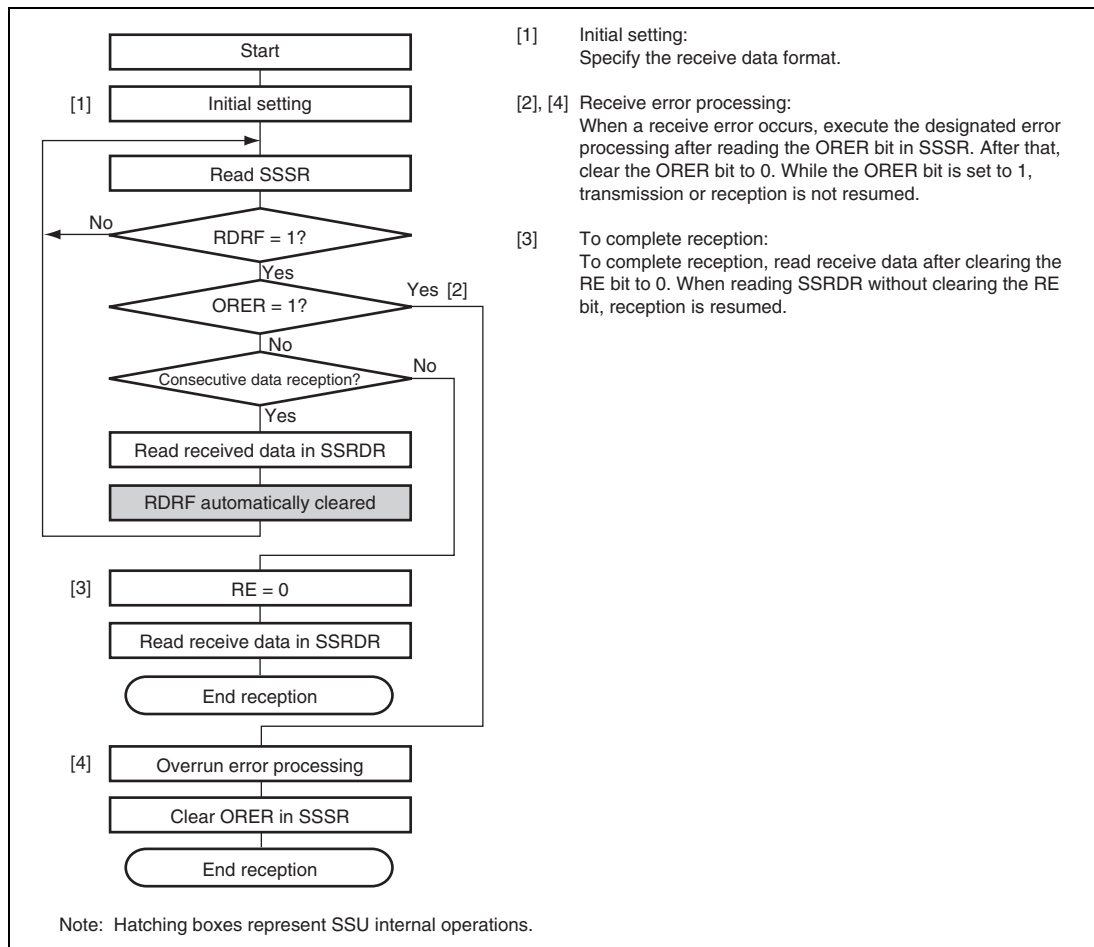 Start
[1] Initial setting
Read SSSR
No
RDRF = 1?
Yes
ORER = 1?
Yes [2]
No
Consecutive data reception?
No
Yes
Read received data in SSRDR
RDRF automatically cleared
[3] RE = 0
Read receive data in SSRDR
End reception
[4] Overrun error processing
Clear ORER in SSSR
End reception
[1] Initial setting:
Specify the receive data format.
[2], [4] Receive error processing:
When a receive error occurs, execute the designated error
processing after reading the ORER bit in SSSR. After that,
clear the ORER bit to 0. While the ORER bit is set to 1,
transmission or reception is not resumed.
[3] To complete reception:
To complete reception, read receive data after clearing the
RE bit to 0. When reading SSRDR without clearing the RE
bit, reception is resumed.
Note: Hatching boxes represent SSU internal operations.